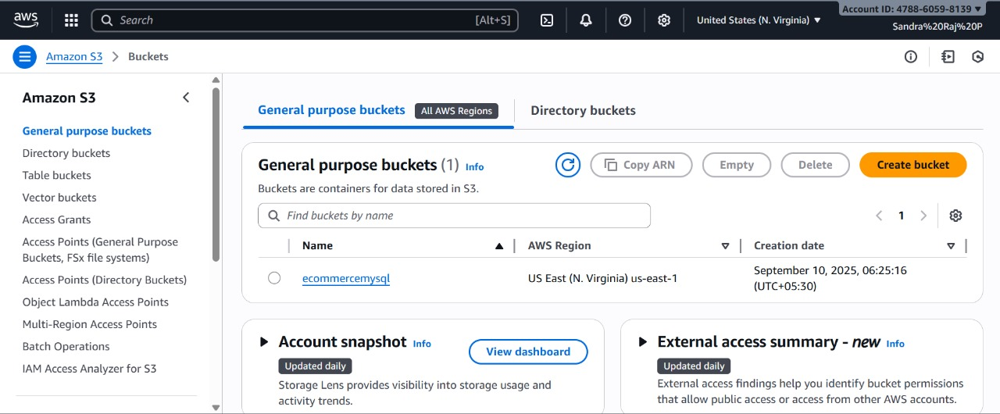 aws
Search [Alt+S]
United States (N. Virginia) ▼
Account ID: 4788-6059-8139 ▼
Sandra%20Raj%20P
Amazon S3 > Buckets
Amazon S3
General purpose buckets
Directory buckets
Table buckets
Vector buckets
Access Grants
Access Points (General Purpose
Buckets, FSx file systems)
Access Points (Directory Buckets)
Object Lambda Access Points
Multi-Region Access Points
Batch Operations
IAM Access Analyzer for S3
General purpose buckets All AWS Regions
Directory buckets
General purpose buckets (1) Info
Copy ARN
Empty
Delete
Create bucket
Buckets are containers for data stored in S3.
Find buckets by name
1
Name AWS Region Creation date
ecommercemysql US East (N. Virginia) us-east-1 September 10, 2025, 06:25:16
(UTC+05:30)
Account snapshot Info
View dashboard
Updated daily
Storage Lens provides visibility into storage usage and
activity trends.
External access summary - new Info
Updated daily
External access findings help you identify bucket permissions
that allow public access or access from other AWS accounts.